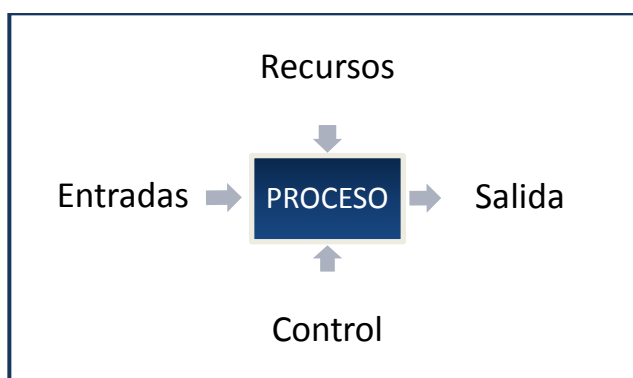 Recursos
Entradas
PROCESO
Salida
Control